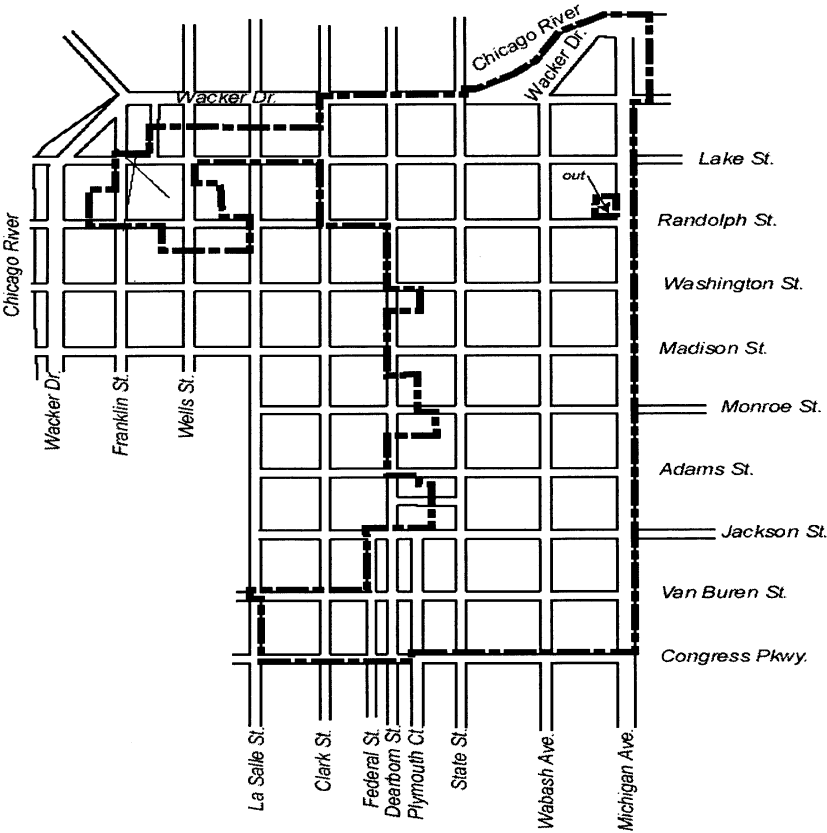 Chicago River
Wacker Dr.
Wacker Dr.
Lake St.
out
Randolph St.
Chicago River
Washington St.
Madison St.
Wacker Dr.
Franklin St.
Wells St.
Monroe St.
Adams St.
Jackson St.
Van Buren St.
Congress Pkwy.
La Salle St.
Clark St.
Federal St.
Dearborn St.
Plymouth Ct.
State St.
Wabash Ave.
Michigan Ave.